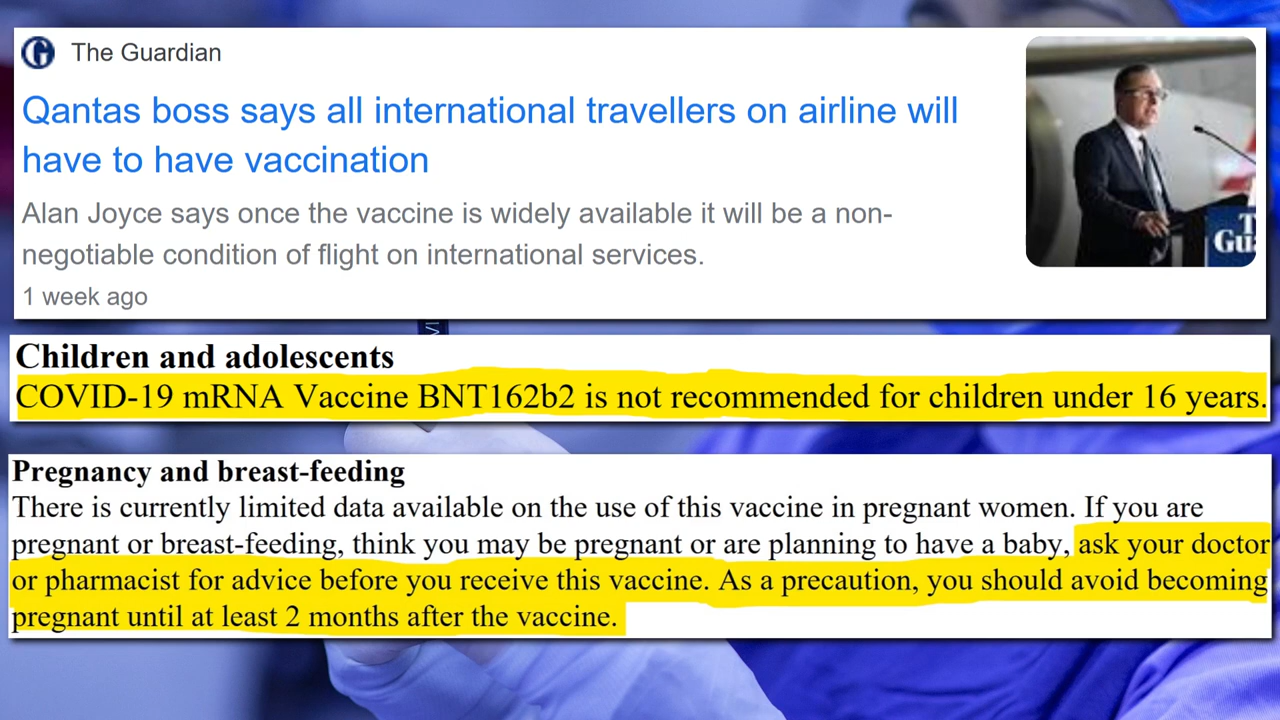 The Guardian
Qantas boss says all international travellers on airline will
have to have vaccination
Alan Joyce says once the vaccine is widely available it will be a non-
negotiable condition of flight on international services.
1 week ago
Children and adolescents
COVID-19 mRNA Vaccine BNT162b2 is not recommended for children under 16 years.
Pregnancy and breast-feeding
There is currently limited data available on the use of this vaccine in pregnant women. If you are
pregnant or breast-feeding, think you may be pregnant or are planning to have a baby, ask your doctor
or pharmacist for advice before you receive this vaccine. As a precaution, you should avoid becoming
pregnant until at least 2 months after the vaccine.